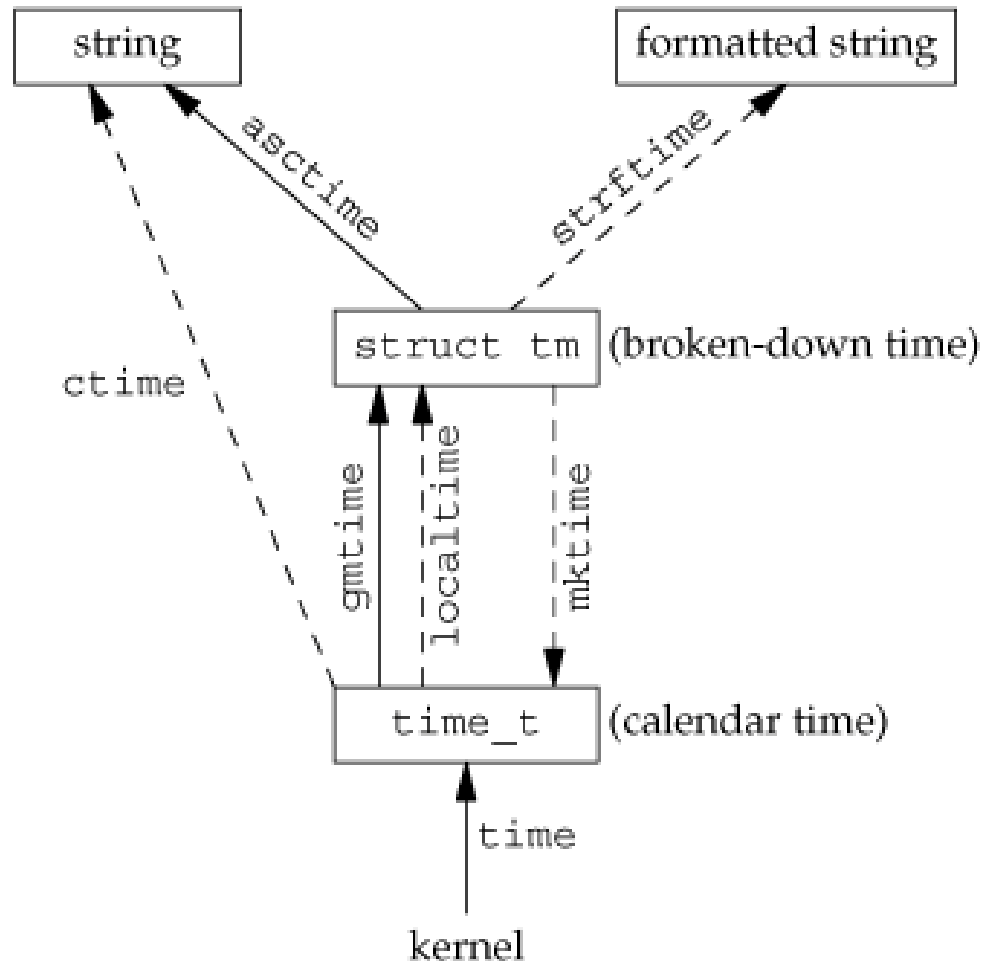 string
formatted string
asctime
strftime
struct tm
(broken-down time)
ctime
gmtime
localtime
mktime
time_t
(calendar time)
time
kernel